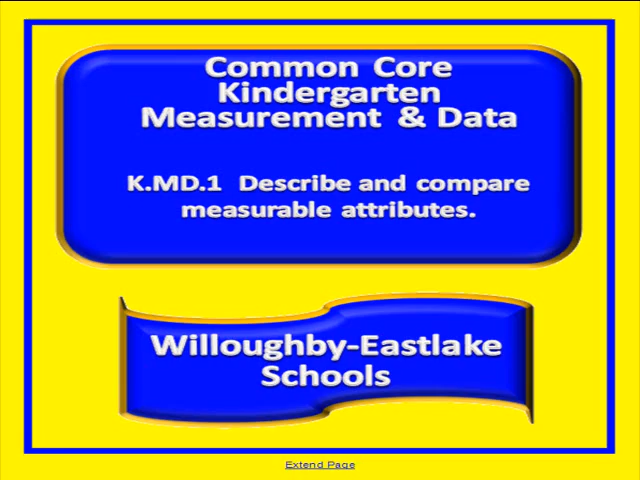 Common Core
Kindergarten
Measurement & Data
K.MD.1 Describe and compare
measurable attributes.
Willoughby-Eastlake
Schools
Extend Page